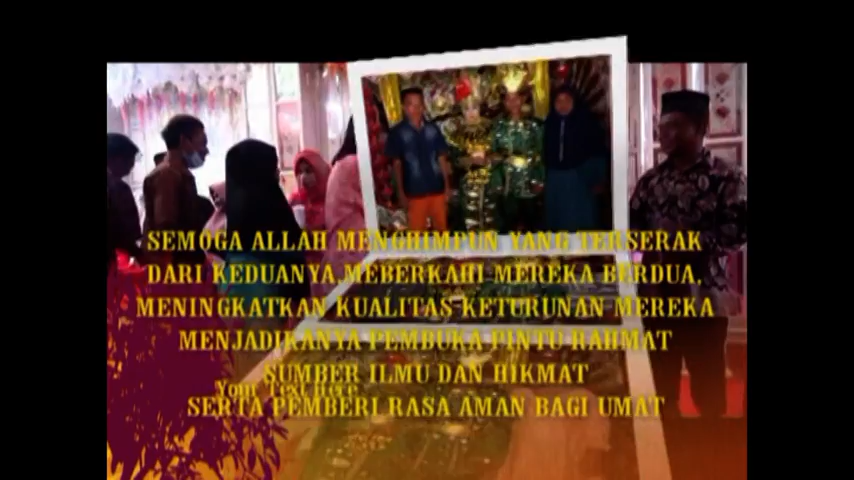 SEMOGA ALLAH MENGHIMPUN YANG TERSERAK
DARI KEDUANYA,MEBERKAHI MEREKA BERDUA,
MENINGKATKAN KUALITAS KETURUNAN MEREKA
MENJADIKANYA PEMBUKA PINTU RAHMAT
SUMBER ILMU DAN HIKMAT
Your Text Here
SERTA PEMBERI RASA AMAN BAGI UMAT